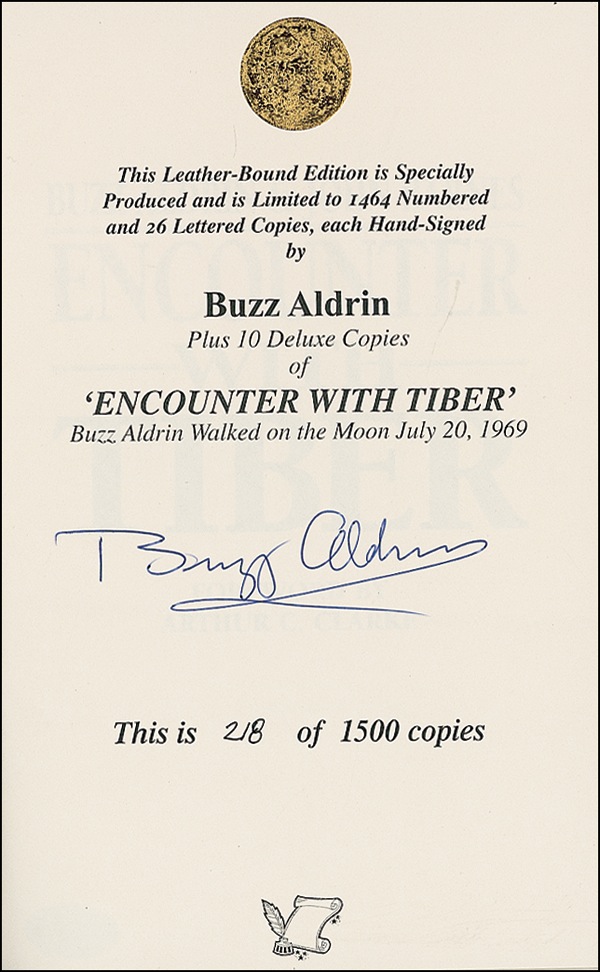 This Leather-Bound Edition is Specially
Produced and is Limited to 1464 Numbered
and 26 Lettered Copies, each Hand-Signed
by
Buzz Aldrin
Plus 10 Deluxe Copies
of
‘ENCOUNTER WITH TIBER’
Buzz Aldrin Walked on the Moon July 20, 1969
Buzz Aldrin
This is 218 of 1500 copies